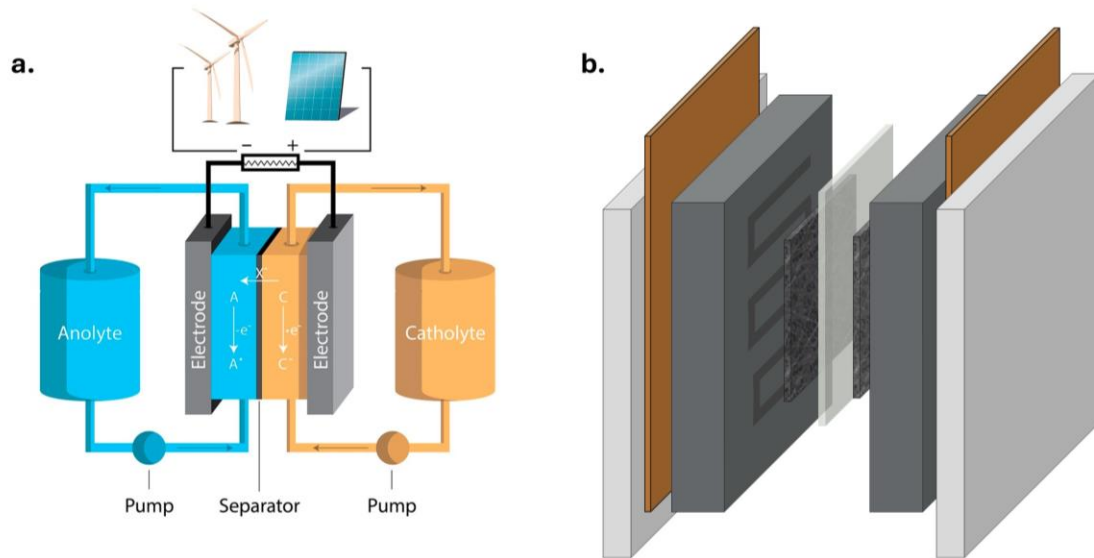 a.
b.
− +
Anolyte
Electrode
X⁻
A
-e⁻
A⁺
C
+e⁻
C⁻
Electrode
Catholyte
Pump
Separator
Pump